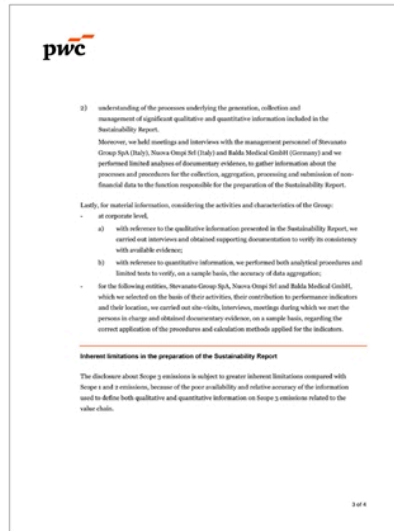 pwc
2) understanding of the processes underlying the generation, collection and
management of significant qualitative and quantitative information included in the
Sustainability Report.
Moreover, we held meetings and interviews with the management personnel of Stevanato
Group SpA (Italy), Nuova Ompi Srl (Italy) and Balda Medical GmbH (Germany) and we
performed limited analyses of documentary evidence, to gather information about the
processes and procedures for the collection, aggregation, processing and submission of non-
financial data to the function responsible for the preparation of the Sustainability Report.
Lastly, for material information, considering the activities and characteristics of the Group:
- at corporate level,
a) with reference to the qualitative information presented in the Sustainability Report, we
carried out interviews and obtained supporting documentation to verify its consistency
with available evidence;
b) with reference to quantitative information, we performed both analytical procedures and
limited tests to verify, on a sample basis, the accuracy of data aggregation;
- for the following entities, Stevanato Group SpA, Nuova Ompi Srl and Balda Medical GmbH,
which we selected on the basis of their activities, their contribution to performance indicators
and their location, we carried out site-visits, interviews, meetings during which we met the
persons in charge and obtained documentary evidence, on a sample basis, regarding the
correct application of the procedures and calculation methods applied for the indicators.
Inherent limitations in the preparation of the Sustainability Report
The disclosure about Scope 3 emissions is subject to greater inherent limitations compared with
Scope 1 and 2 emissions, because of the poor availability and relative accuracy of the information
used to define both qualitative and quantitative information on Scope 3 emissions related to the
value chain.
3 of 4